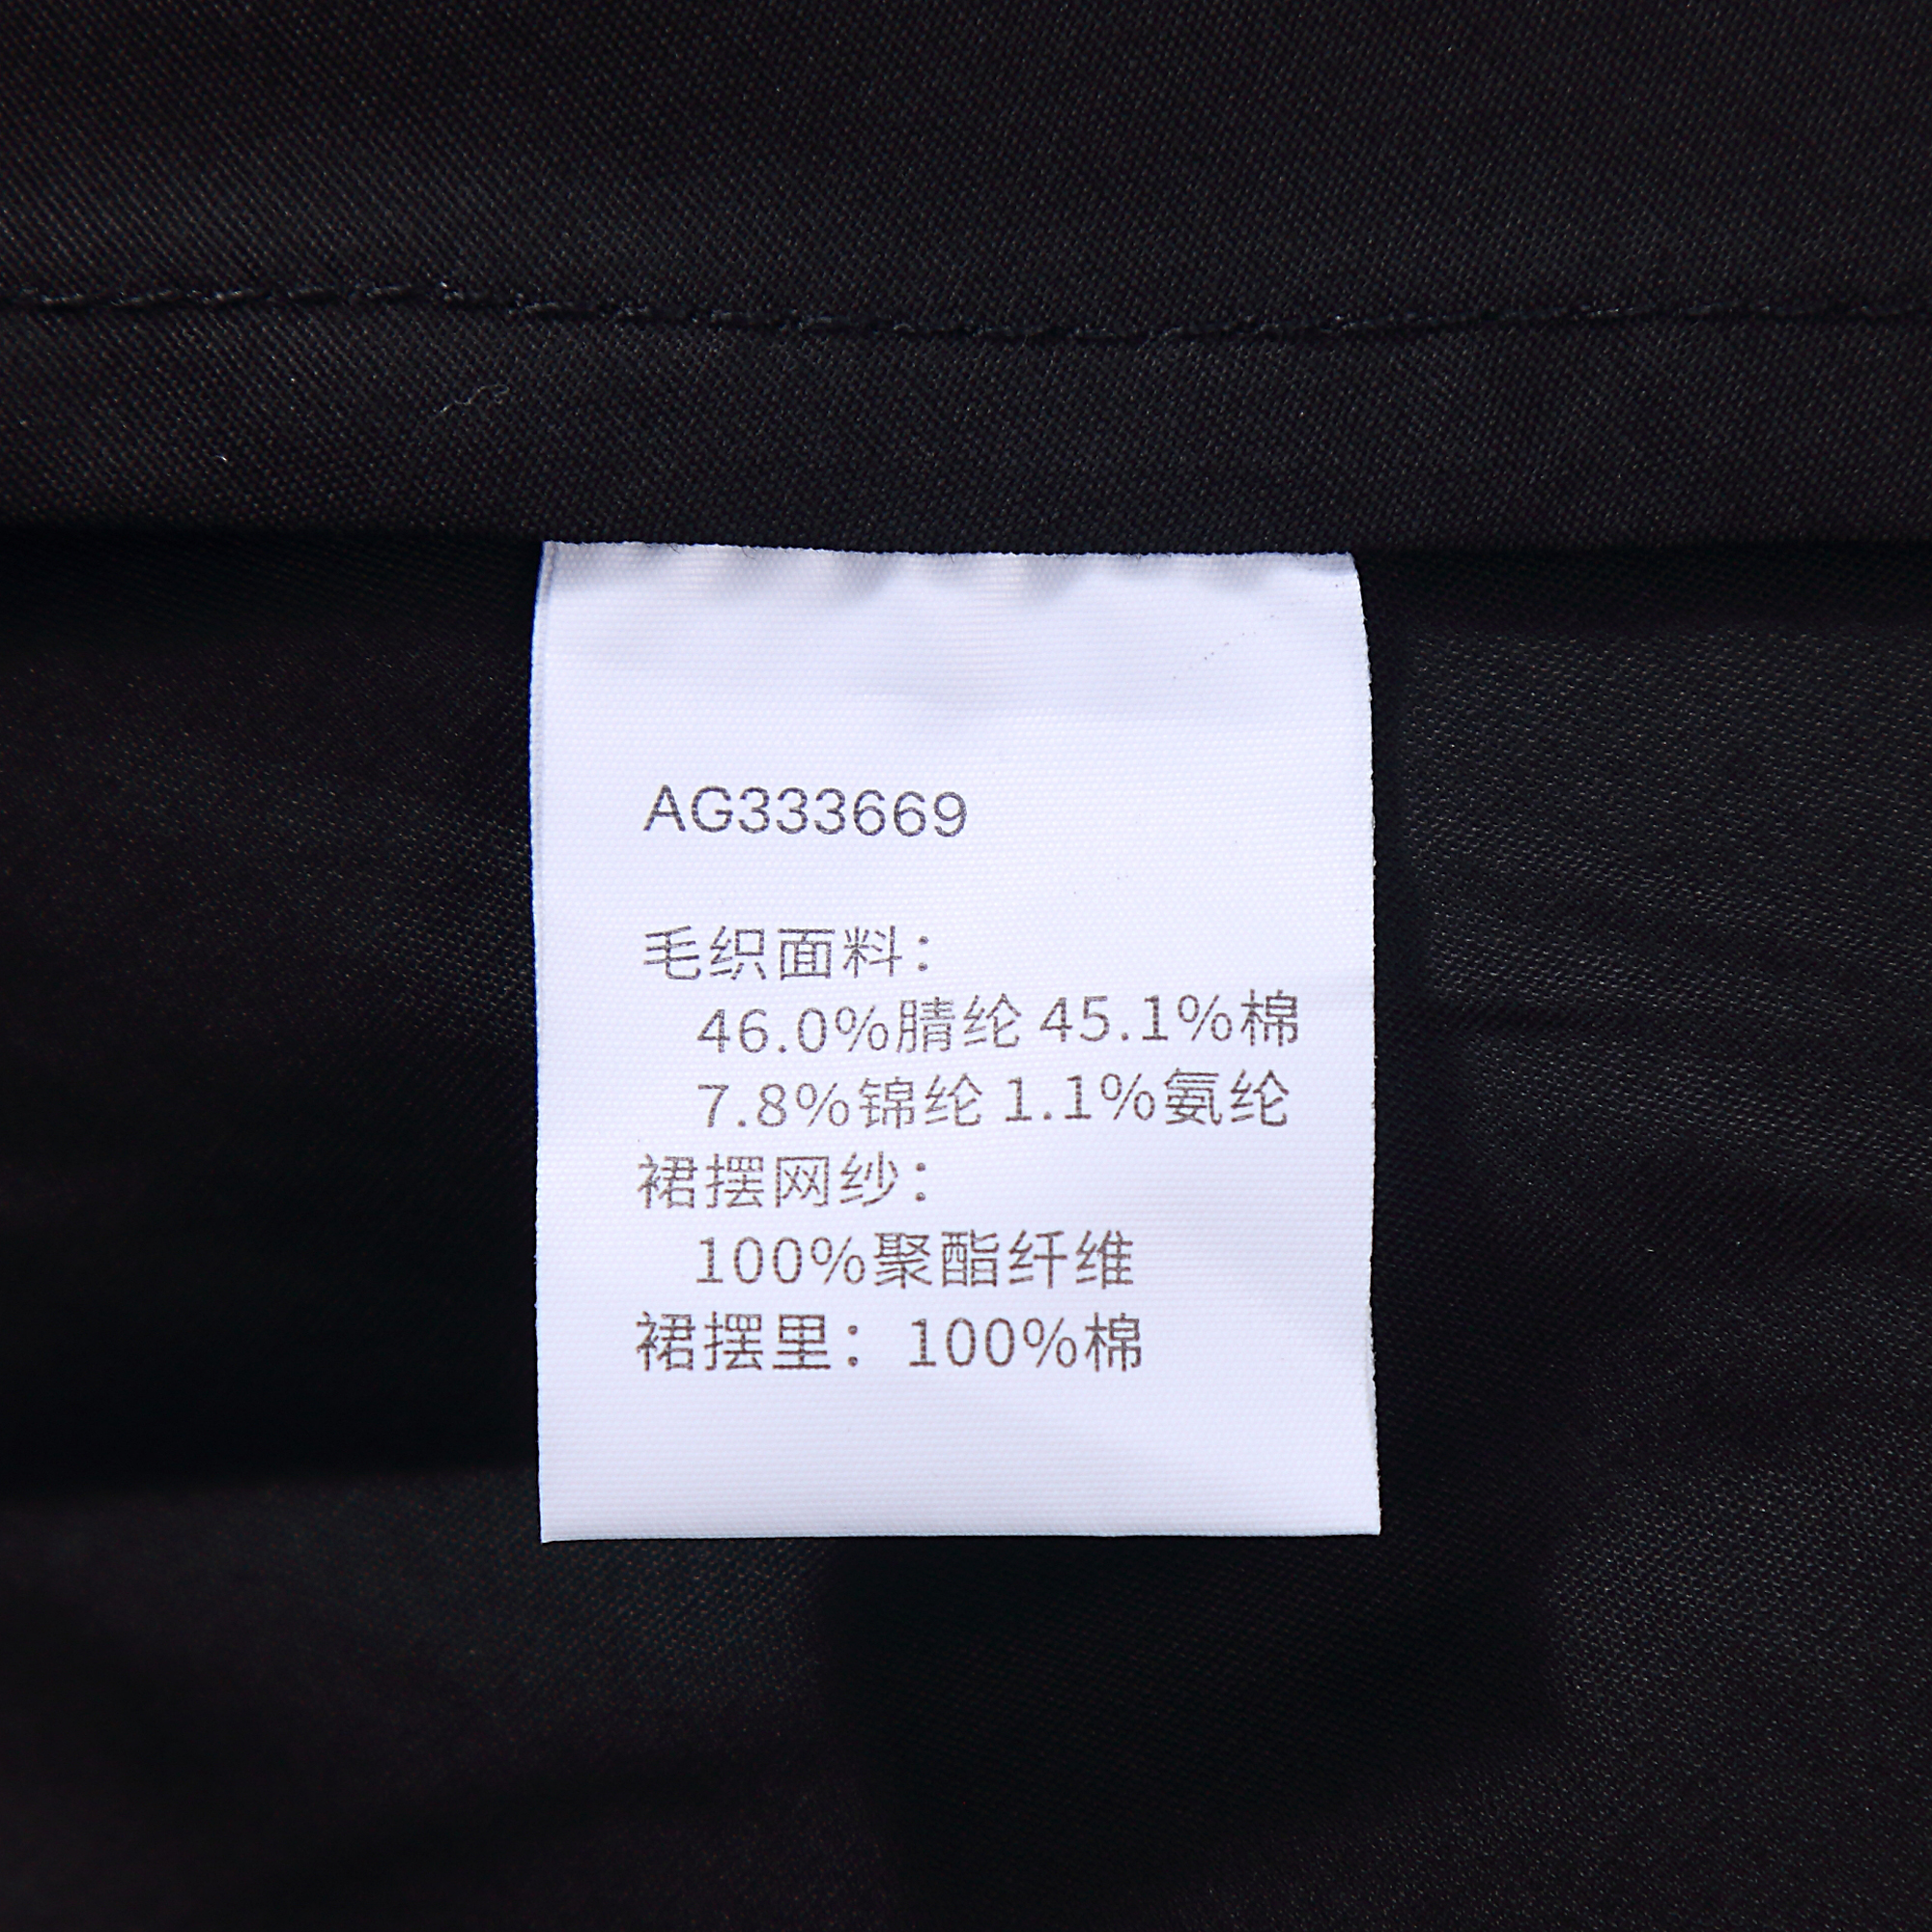 AG333669
毛织面料：
46.0%腈纶 45.1%棉
7.8%锦纶 1.1%氨纶
裙摆网纱：
100%聚酯纤维
裙摆里：100%棉